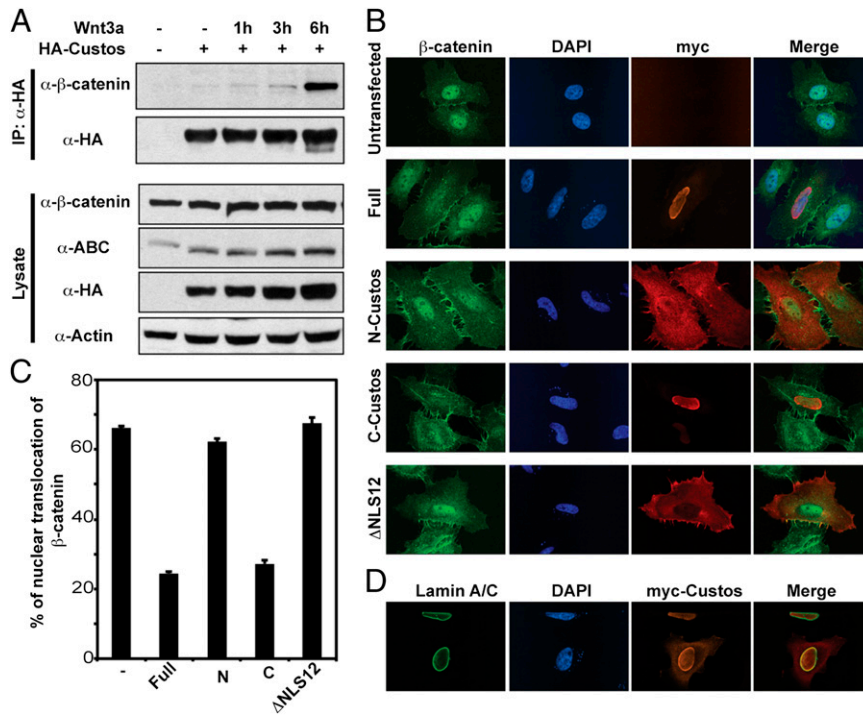 A
Wnt3a - - 1h 3h 6h
HA-Custos - + + + +
IP: α-HA
α-β-catenin
α-HA
Lysate
α-β-catenin
α-ABC
α-HA
α-Actin
B
β-catenin DAPI myc Merge
Untransfected
Full
N-Custos
C-Custos
ΔNLS12
C
% of nuclear translocation of
β-catenin
80
60
40
20
0
- Full N C ΔNLS12
D
Lamin A/C DAPI myc-Custos Merge